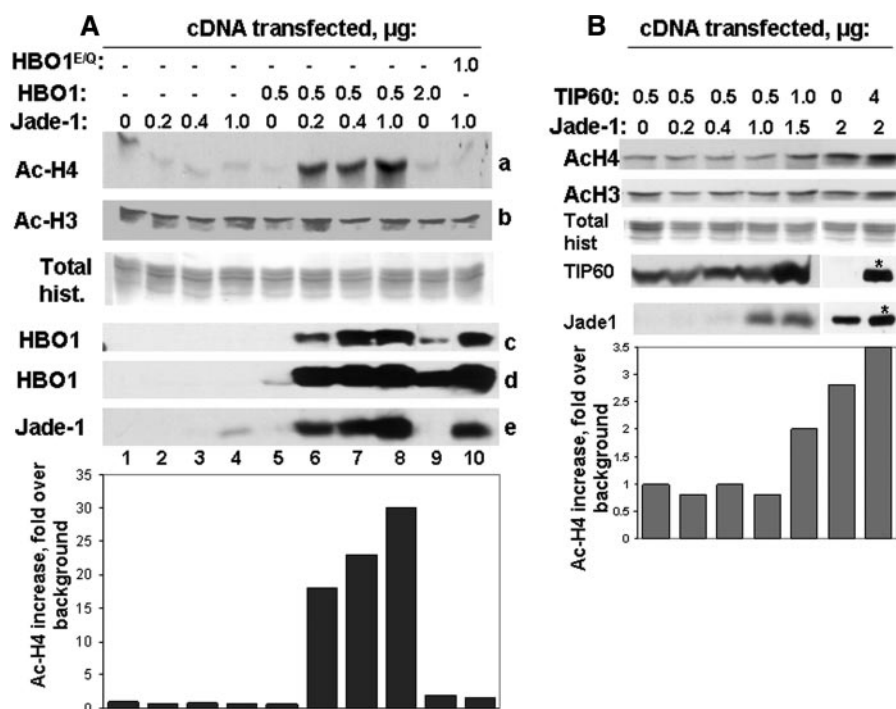 A
cDNA transfected, µg:
HBO1E/Q: - - - - - - - - - 1.0
HBO1: - - - - 0.5 0.5 0.5 0.5 2.0 -
Jade-1: 0 0.2 0.4 1.0 0 0.2 0.4 1.0 0 1.0
Ac-H4 a
Ac-H3 b
Total
hist.
HBO1 c
HBO1 d
Jade-1 e
1 2 3 4 5 6 7 8 9 10
Ac-H4 increase, fold over
background
35
30
25
20
15
10
5
0
B
cDNA transfected, µg:
TIP60: 0.5 0.5 0.5 0.5 1.0 0 4
Jade-1: 0 0.2 0.4 1.0 1.5 2 2
AcH4
AcH3
Total
hist
TIP60 *
Jade1 *
Ac-H4 increase, fold over
background
3.5
3
2.5
2
1.5
1
0.5
0